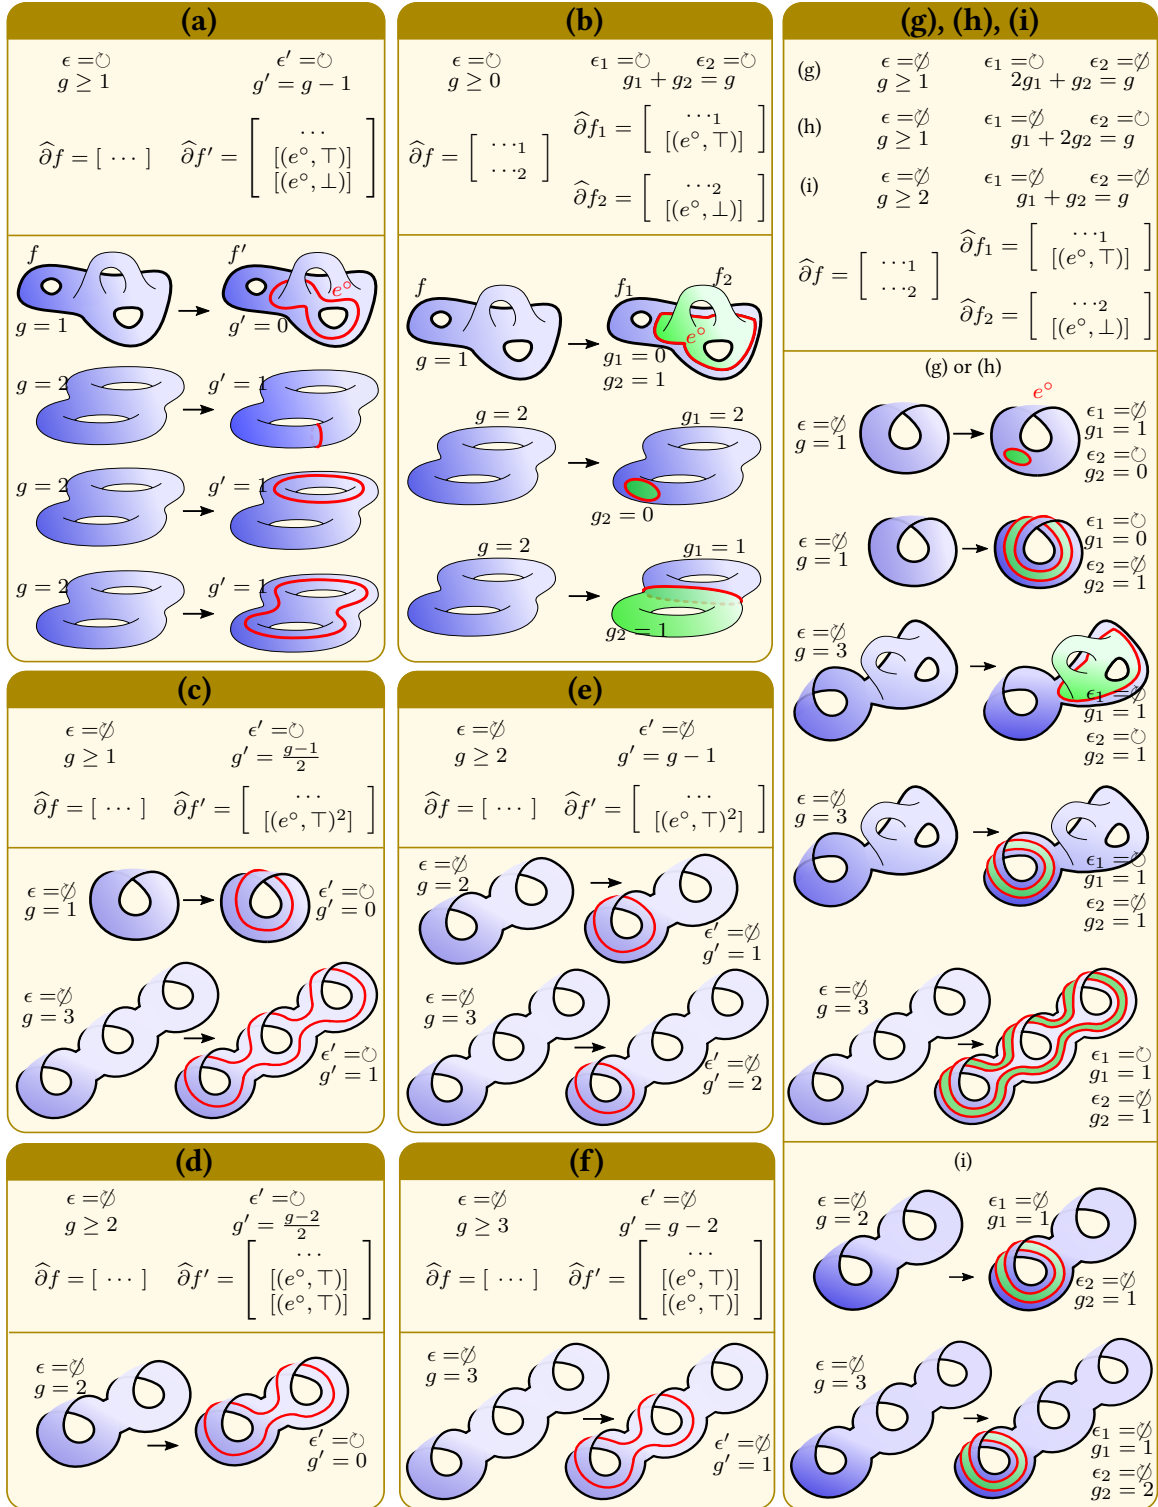 (a)
ϵ =↻ ϵ′ =↻
g ≥ 1 g′ = g − 1
∂̂f = [ ⋯ ] ∂̂f′ = [ ⋯
[(e°, ⊤)]
[(e°, ⊥)] ]
f f′
e°
g = 1 g′ = 0
g = 2 g′ = 1
g = 2 g′ = 1
g = 2 g′ = 1
(b)
ϵ =↻ ϵ₁ =↻ ϵ₂ =↻
g ≥ 0 g₁ + g₂ = g
∂̂f = [ ⋯₁
⋯₂ ]
∂̂f₁ = [ ⋯₁
[(e°, ⊤)] ]
∂̂f₂ = [ ⋯₂
[(e°, ⊥)] ]
f f₁ f₂
e°
g = 1 g₁ = 0
g₂ = 1
g = 2 g₁ = 2
g₂ = 0
g = 2 g₁ = 1
g₂ = 1
(c)
ϵ =↻̸ ϵ′ =↻
g ≥ 1 g′ = (g−1)/2
∂̂f = [ ⋯ ] ∂̂f′ = [ ⋯
[(e°, ⊤)²] ]
ϵ =↻̸ ϵ′ =↻
g = 1 g′ = 0
ϵ =↻̸
g = 3
ϵ′ =↻
g′ = 1
(e)
ϵ =↻̸ ϵ′ =↻̸
g ≥ 2 g′ = g − 1
∂̂f = [ ⋯ ] ∂̂f′ = [ ⋯
[(e°, ⊤)²] ]
ϵ =↻̸
g = 2
ϵ′ =↻̸
g′ = 1
ϵ =↻̸
g = 3
ϵ′ =↻̸
g′ = 2
(d)
ϵ =↻̸ ϵ′ =↻
g ≥ 2 g′ = (g−2)/2
∂̂f = [ ⋯ ] ∂̂f′ = [ ⋯
[(e°, ⊤)]
[(e°, ⊤)] ]
ϵ =↻̸
g = 2
ϵ′ =↻
g′ = 0
(f)
ϵ =↻̸ ϵ′ =↻̸
g ≥ 3 g′ = g − 2
∂̂f = [ ⋯ ] ∂̂f′ = [ ⋯
[(e°, ⊤)]
[(e°, ⊤)] ]
ϵ =↻̸
g = 3
ϵ′ =↻̸
g′ = 1
(g), (h), (i)
(g) ϵ =↻̸ ϵ₁ =↻ ϵ₂ =↻̸
g ≥ 1 2g₁ + g₂ = g
(h) ϵ =↻̸ ϵ₁ =↻̸ ϵ₂ =↻
g ≥ 1 g₁ + 2g₂ = g
(i) ϵ =↻̸ ϵ₁ =↻̸ ϵ₂ =↻̸
g ≥ 2 g₁ + g₂ = g
∂̂f = [ ⋯₁
⋯₂ ]
∂̂f₁ = [ ⋯₁
[(e°, ⊤)] ]
∂̂f₂ = [ ⋯₂
[(e°, ⊥)] ]
(g) or (h)
e°
ϵ =↻̸
g = 1
ϵ₁ =↻̸
g₁ = 1
ϵ₂ =↻
g₂ = 0
ϵ =↻̸
g = 1
ϵ₁ =↻
g₁ = 0
ϵ₂ =↻̸
g₂ = 1
ϵ =↻̸
g = 3
ϵ₁ =↻̸
g₁ = 1
ϵ₂ =↻
g₂ = 1
ϵ =↻̸
g = 3
ϵ₁ =↻
g₁ = 1
ϵ₂ =↻̸
g₂ = 1
ϵ =↻̸
g = 3
ϵ₁ =↻
g₁ = 1
ϵ₂ =↻̸
g₂ = 1
(i)
ϵ =↻̸
g = 2
ϵ₁ =↻̸
g₁ = 1
ϵ₂ =↻̸
g₂ = 1
ϵ =↻̸
g = 3
ϵ₁ =↻̸
g₁ = 1
ϵ₂ =↻̸
g₂ = 2